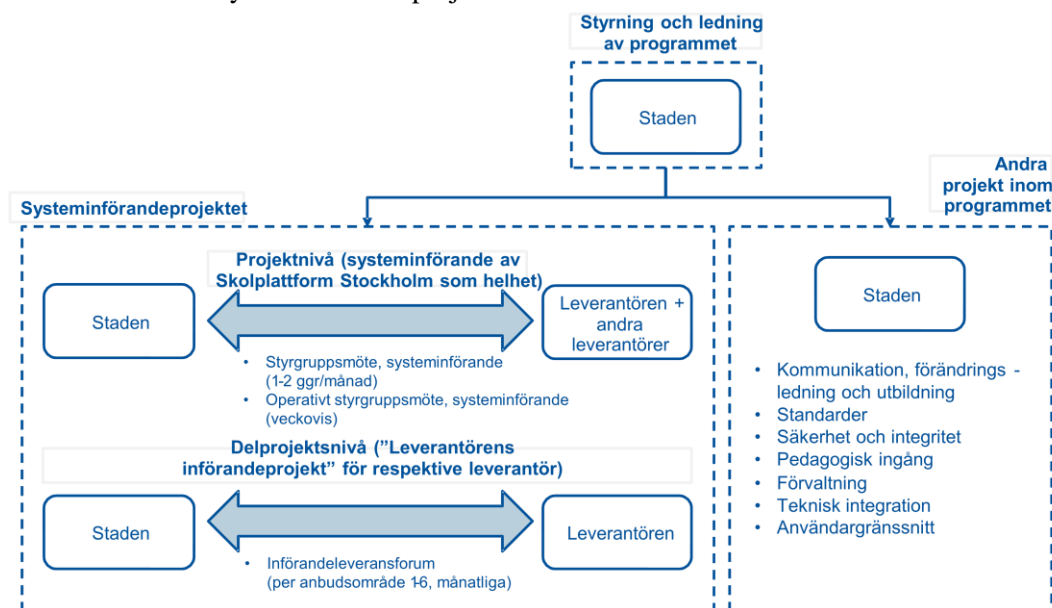 Styrning och ledning
av programmet
Staden
Andra
projekt inom
programmet
Systeminförandeprojektet
Projektnivå (systeminförande av
Skolplattform Stockholm som helhet)
Staden
Leverantören +
andra
leverantörer
• Styrgruppsmöte, systeminförande
(1-2 ggr/månad)
• Operativt styrgruppsmöte, systeminförande
(veckovis)
Delprojektsnivå (”Leverantörens
införandeprojekt” för respektive leverantör)
Staden
Leverantören
• Införandeleveransforum
(per anbudsområde 1-6, månatliga)
Staden
• Kommunikation, förändrings -
ledning och utbildning
• Standarder
• Säkerhet och integritet
• Pedagogisk ingång
• Förvaltning
• Teknisk integration
• Användargränssnitt